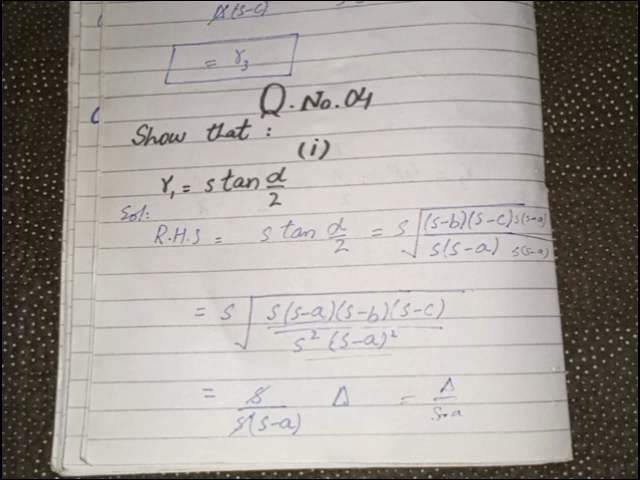 s(s-c)
= r₃
Q. No. 04
Show that :
(i)
r₁ = s tan α/2
Sol:
R.H.S = s tan α/2 = s √((s-b)(s-c) s(s-a) / s(s-a) s(s-a))
= s √(s(s-a)(s-b)(s-c) / s² (s-a)²)
= s / s(s-a) Δ = Δ / s-a